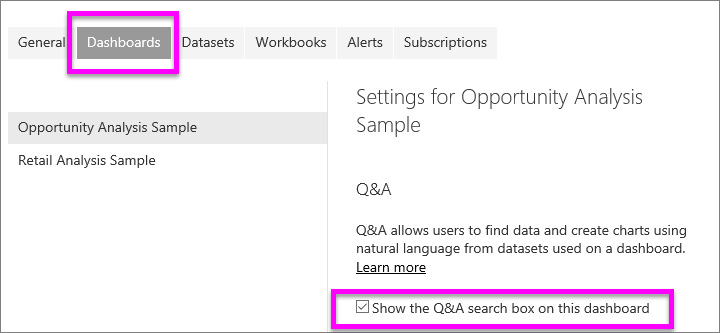 General Dashboards Datasets Workbooks Alerts Subscriptions
Settings for Opportunity Analysis
Sample
Opportunity Analysis Sample
Retail Analysis Sample
Q&A
Q&A allows users to find data and create charts using
natural language from datasets used on a dashboard.
Learn more
Show the Q&A search box on this dashboard